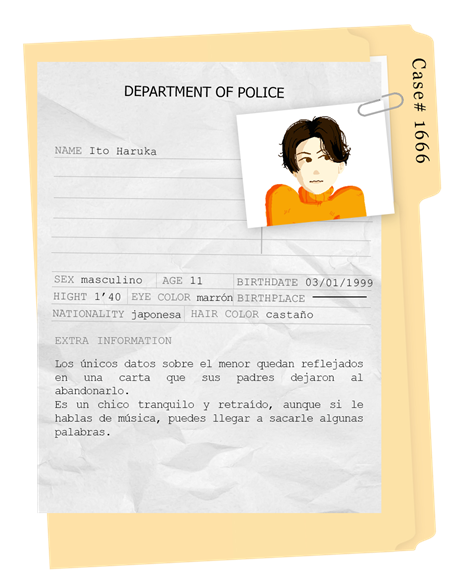 Case# 1666
DEPARTMENT OF POLICE
NAME Ito Haruka
SEX masculino AGE 11 BIRTHDATE 03/01/1999
HIGHT 1’40 EYE COLOR marrón BIRTHPLACE
NATIONALITY japonesa HAIR COLOR castaño
EXTRA INFORMATION
Los únicos datos sobre el menor quedan reflejados
en una carta que sus padres dejaron al
abandonarlo.
Es un chico tranquilo y retraído, aunque si le
hablas de música, puedes llegar a sacarle algunas
palabras.